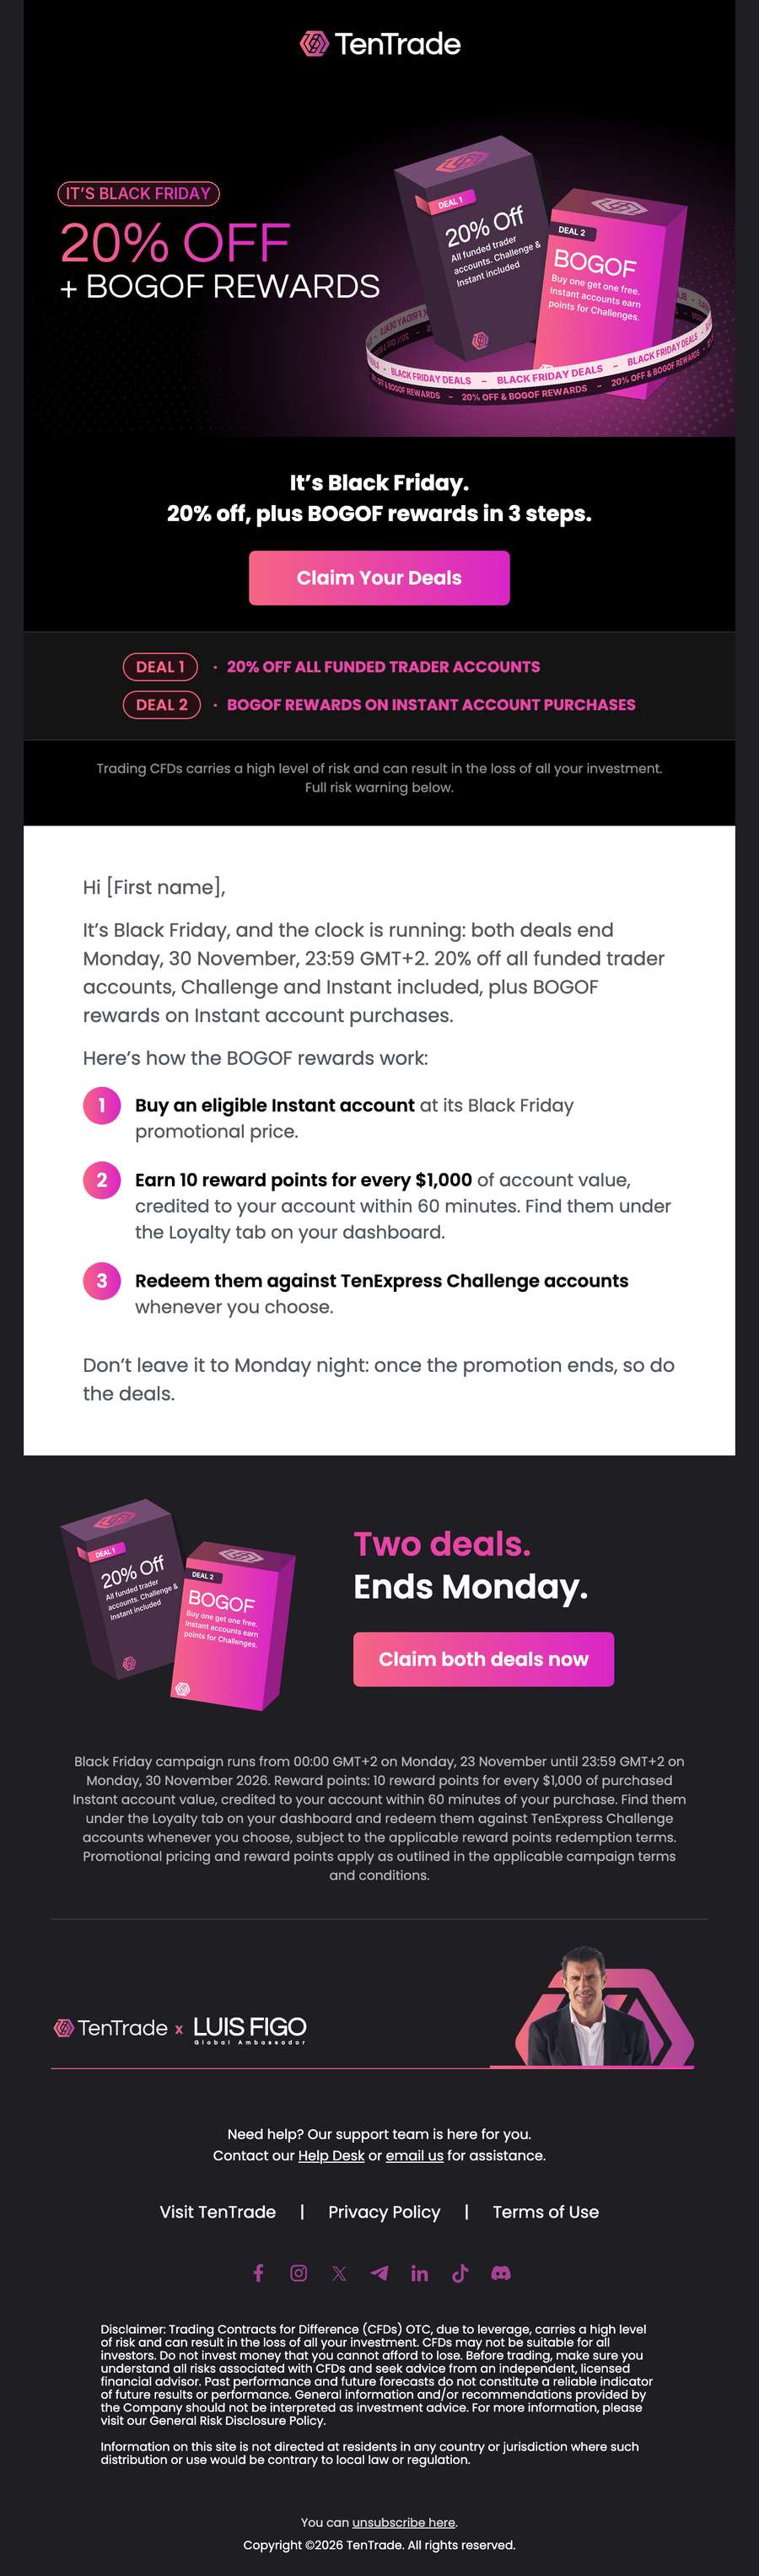 TenTrade
IT'S BLACK FRIDAY
20% OFF
+ BOGOF REWARDS
DEAL 1
20% Off
All funded trader
accounts. Challenge &
Instant included
DEAL 2
BOGOF
Buy one get one free.
Instant accounts earn
points for Challenges.
BLACK FRIDAY DEALS – BLACK FRIDAY DEALS – BLACK FRIDAY DEALS
BOGOF REWARDS – 20% OFF & BOGOF REWARDS – 20% OFF & BOGOF REWARDS
It's Black Friday.
20% off, plus BOGOF rewards in 3 steps.
Claim Your Deals
DEAL 1 · 20% OFF ALL FUNDED TRADER ACCOUNTS
DEAL 2 · BOGOF REWARDS ON INSTANT ACCOUNT PURCHASES
Trading CFDs carries a high level of risk and can result in the loss of all your investment.
Full risk warning below.
Hi [First name],
It's Black Friday, and the clock is running: both deals end
Monday, 30 November, 23:59 GMT+2. 20% off all funded trader
accounts, Challenge and Instant included, plus BOGOF
rewards on Instant account purchases.
Here's how the BOGOF rewards work:
1 Buy an eligible Instant account at its Black Friday
promotional price.
2 Earn 10 reward points for every $1,000 of account value,
credited to your account within 60 minutes. Find them under
the Loyalty tab on your dashboard.
3 Redeem them against TenExpress Challenge accounts
whenever you choose.
Don't leave it to Monday night: once the promotion ends, so do
the deals.
DEAL 1
20% Off
All funded trader
accounts. Challenge &
Instant included
DEAL 2
BOGOF
Buy one get one free.
Instant accounts earn
points for Challenges.
Two deals.
Ends Monday.
Claim both deals now
Black Friday campaign runs from 00:00 GMT+2 on Monday, 23 November until 23:59 GMT+2 on
Monday, 30 November 2026. Reward points: 10 reward points for every $1,000 of purchased
Instant account value, credited to your account within 60 minutes of your purchase. Find them
under the Loyalty tab on your dashboard and redeem them against TenExpress Challenge
accounts whenever you choose, subject to the applicable reward points redemption terms.
Promotional pricing and reward points apply as outlined in the applicable campaign terms
and conditions.
TenTrade x LUIS FIGO
Global Ambassador
Need help? Our support team is here for you.
Contact our Help Desk or email us for assistance.
Visit TenTrade | Privacy Policy | Terms of Use
Disclaimer: Trading Contracts for Difference (CFDs) OTC, due to leverage, carries a high level
of risk and can result in the loss of all your investment. CFDs may not be suitable for all
investors. Do not invest money that you cannot afford to lose. Before trading, make sure you
understand all risks associated with CFDs and seek advice from an independent, licensed
financial advisor. Past performance and future forecasts do not constitute a reliable indicator
of future results or performance. General information and/or recommendations provided by
the Company should not be interpreted as investment advice. For more information, please
visit our General Risk Disclosure Policy.
Information on this site is not directed at residents in any country or jurisdiction where such
distribution or use would be contrary to local law or regulation.
You can unsubscribe here.
Copyright ©2026 TenTrade. All rights reserved.